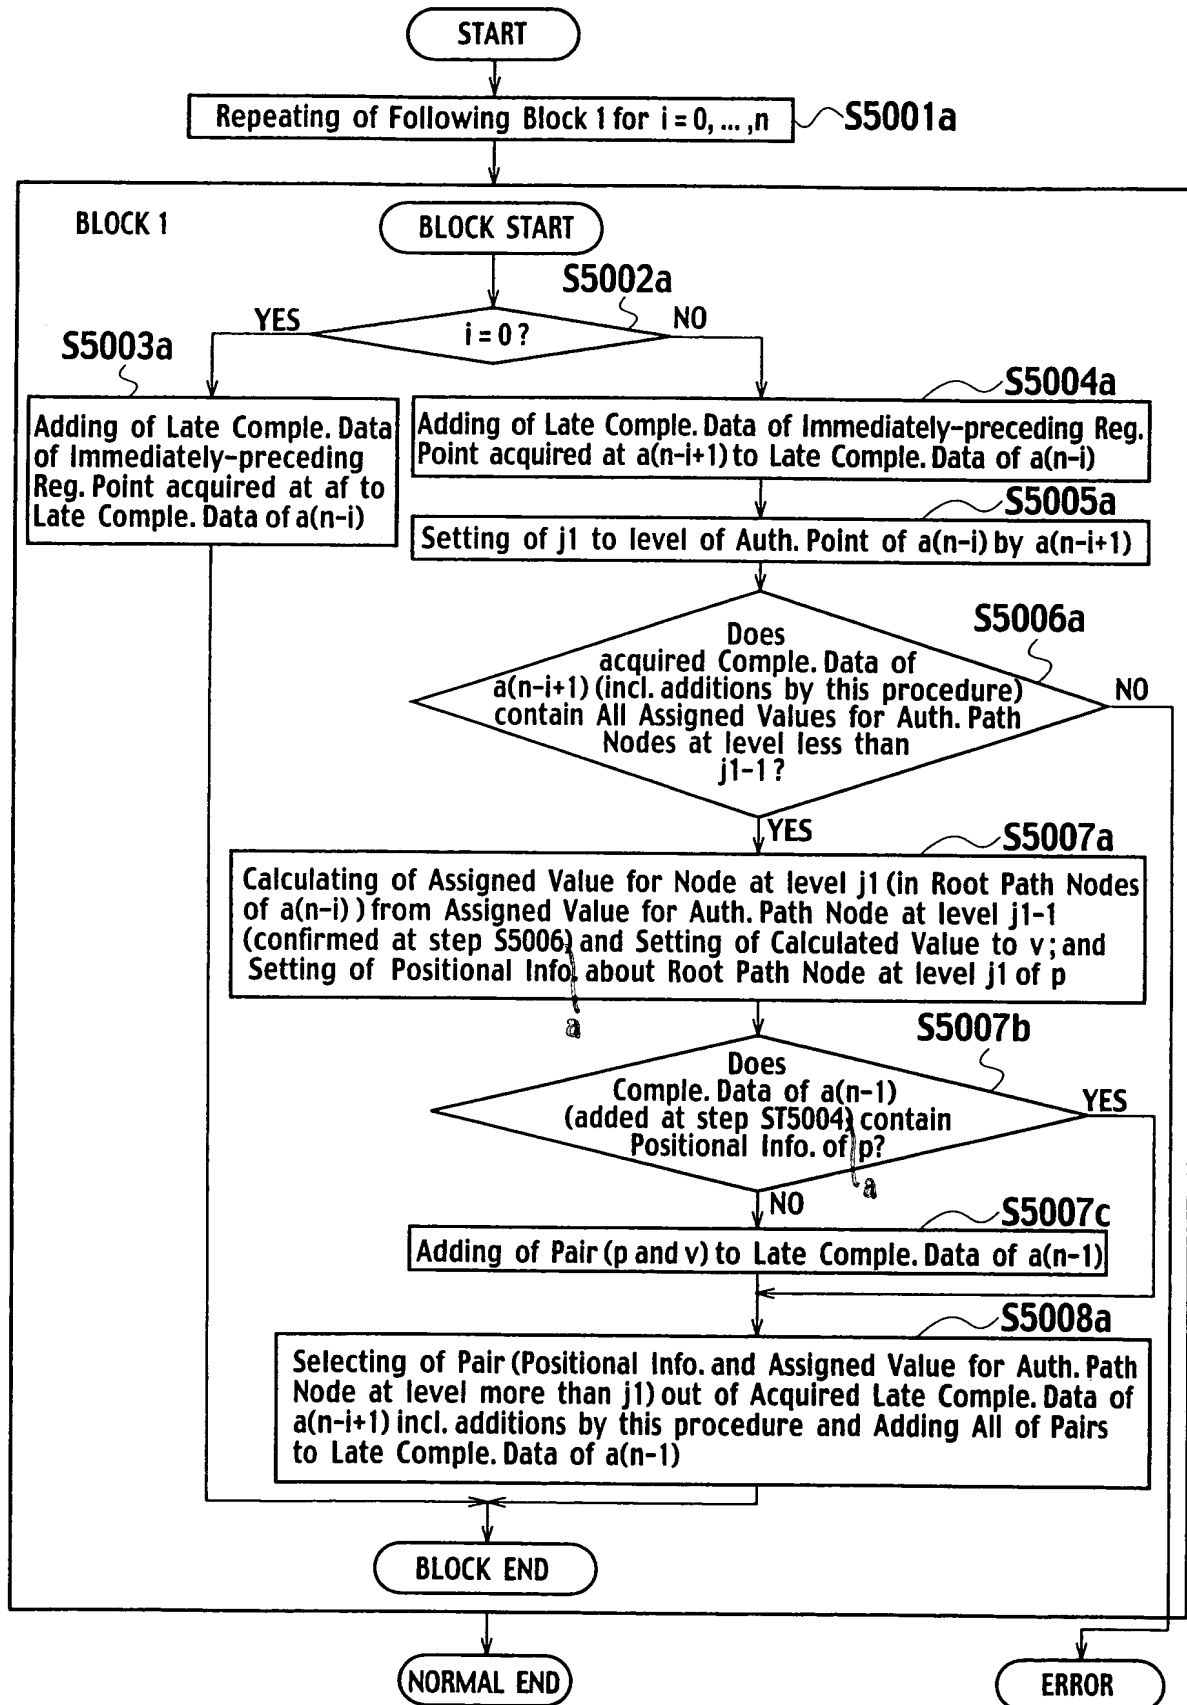 START
Repeating of Following Block 1 for i = 0, ... ,n
S5001a
BLOCK 1
BLOCK START
S5002a
YES
i = 0 ?
NO
S5003a
Adding of Late Comple. Data
of Immediately-preceding
Reg. Point acquired at af to
Late Comple. Data of a(n-i)
S5004a
Adding of Late Comple. Data of Immediately-preceding Reg.
Point acquired at a(n-i+1) to Late Comple. Data of a(n-i)
S5005a
Setting of j1 to level of Auth. Point of a(n-i) by a(n-i+1)
S5006a
Does
acquired Comple. Data of
a(n-i+1) (incl. additions by this procedure)
contain All Assigned Values for Auth. Path
Nodes at level less than
j1-1 ?
NO
YES
S5007a
Calculating of Assigned Value for Node at level j1 (in Root Path Nodes
of a(n-i)) from Assigned Value for Auth. Path Node at level j1-1
(confirmed at step S5006) and Setting of Calculated Value to v; and
Setting of Positional Info. about Root Path Node at level j1 of p
a
S5007b
Does
Comple. Data of a(n-1)
(added at step ST5004) contain
Positional Info. of p?
YES
a
NO
S5007c
Adding of Pair (p and v) to Late Comple. Data of a(n-1)
S5008a
Selecting of Pair (Positional Info. and Assigned Value for Auth. Path
Node at level more than j1) out of Acquired Late Comple. Data of
a(n-i+1) incl. additions by this procedure and Adding All of Pairs
to Late Comple. Data of a(n-1)
BLOCK END
NORMAL END
ERROR